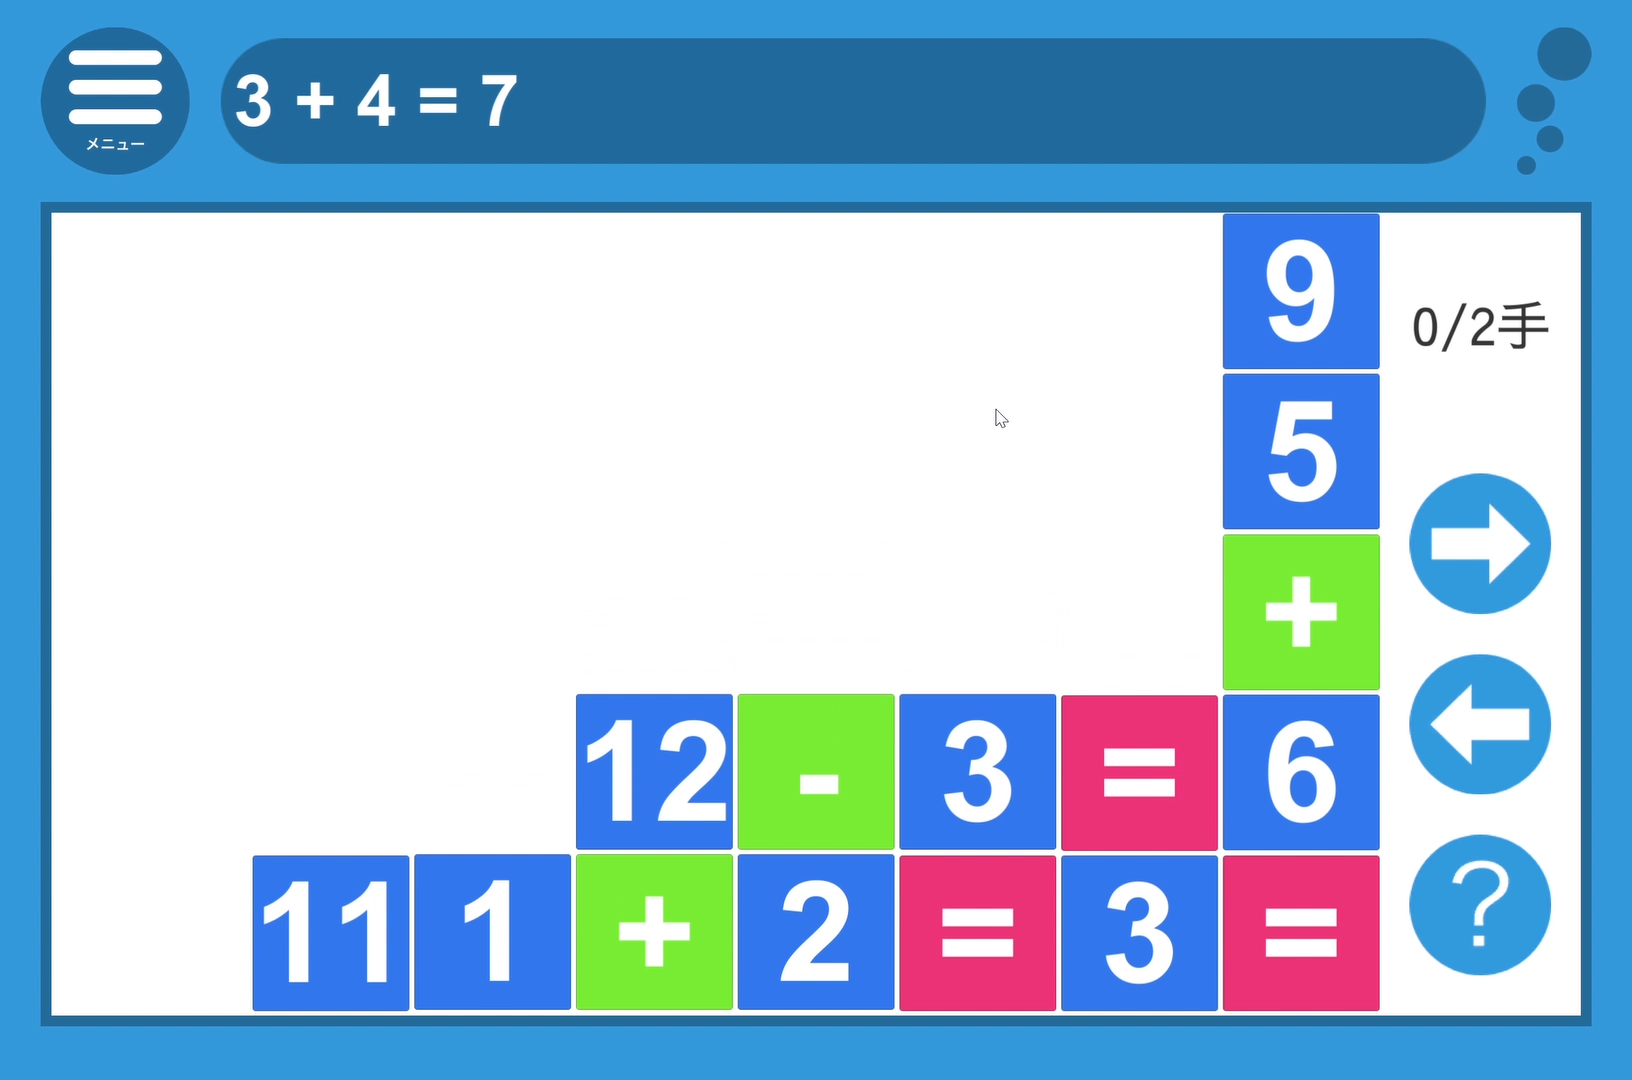 メニュー
3 + 4 = 7
9
0/2手
5
+
12 - 3 = 6
11 1 + 2 = 3 =
?